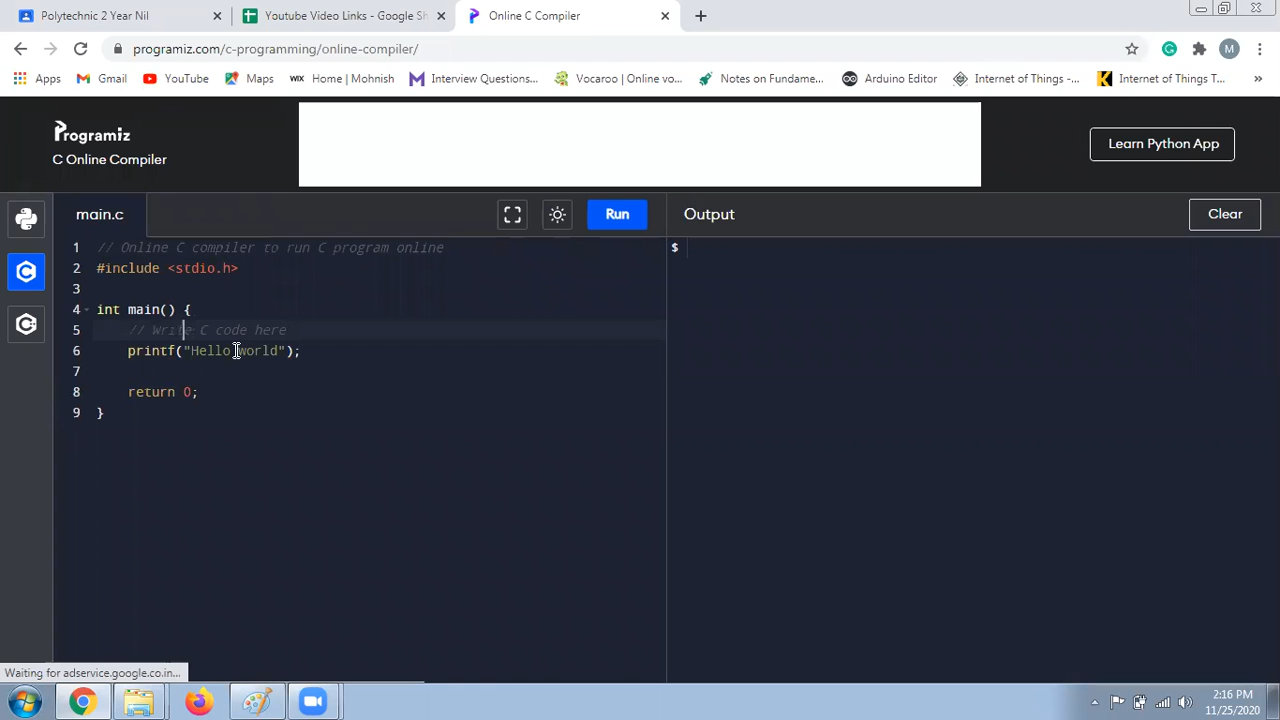 Polytechnic 2 Year Nil
Youtube Video Links - Google Sh
Online C Compiler
programiz.com/c-programming/online-compiler/
M
Apps
Gmail
YouTube
Maps
WIX Home | Mohnish
Interview Questions...
Vocaroo | Online vo...
Notes on Fundame...
Arduino Editor
Internet of Things -...
Internet of Things T...
»
Programiz
C Online Compiler
Learn Python App
main.c
Run
Output
Clear
1 // Online C compiler to run C program online
2 #include <stdio.h>
3
4 int main() {
5 // Write C code here
6 printf("Hello world");
7
8 return 0;
9 }
$
Waiting for adservice.google.co.in...
2:16 PM
11/25/2020